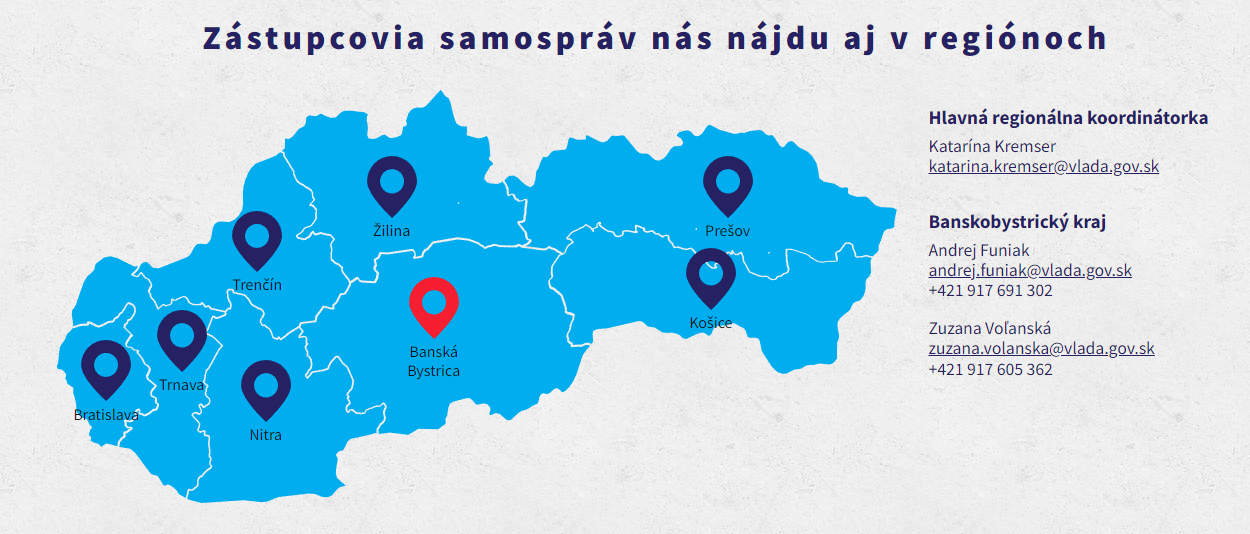 Zástupcovia samospráv nás nájdu aj v regiónoch
Hlavná regionálna koordinátorka
Katarína Kremser
katarina.kremser@vlada.gov.sk
Banskobystrický kraj
Andrej Funiak
andrej.funiak@vlada.gov.sk
+421 917 691 302
Zuzana Voľanská
zuzana.volanska@vlada.gov.sk
+421 917 605 362
Žilina
Prešov
Trenčín
Košice
Banská
Bystrica
Trnava
Bratislava
Nitra